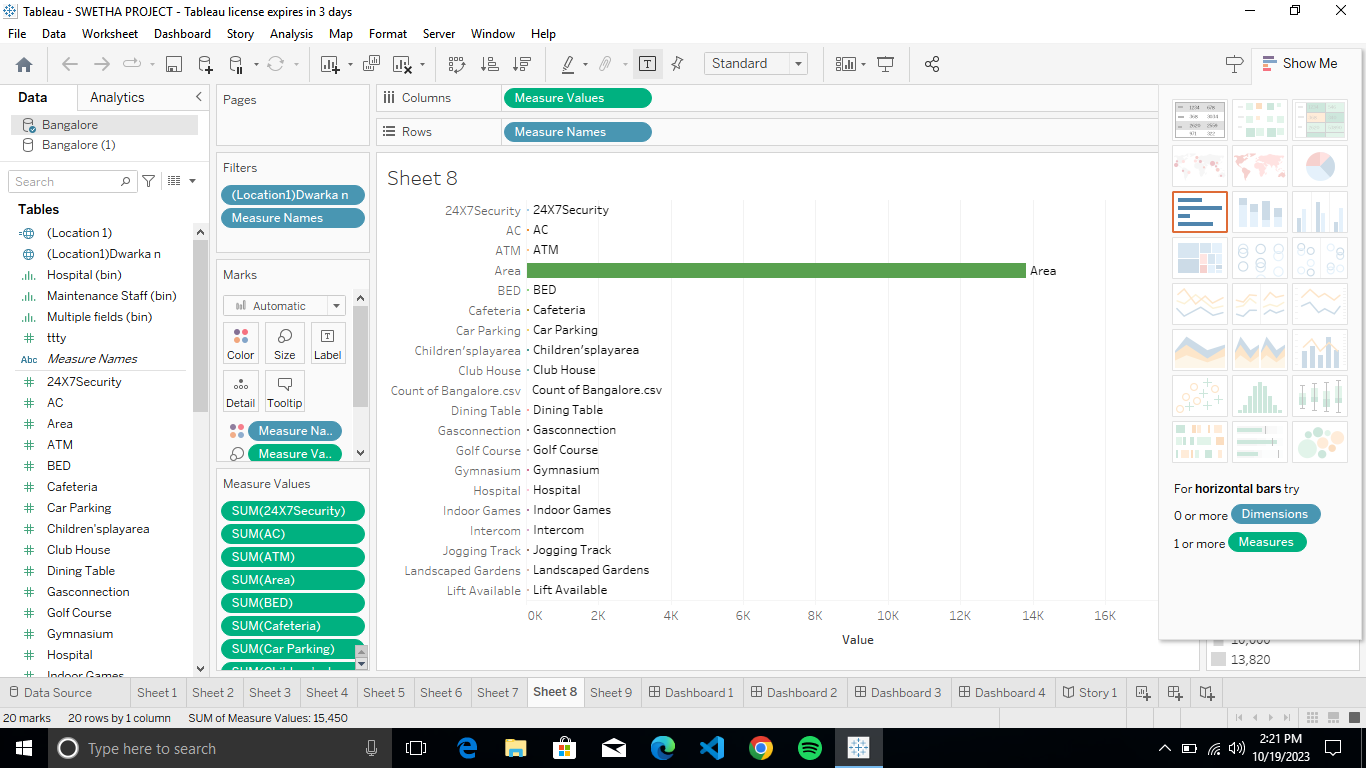 Tableau - SWETHA PROJECT - Tableau license expires in 3 days
File Data Worksheet Dashboard Story Analysis Map Format Server Window Help
Standard
Show Me
Data Analytics
Bangalore
Bangalore (1)
Search
Tables
(Location 1)
(Location1)Dwarka n
Hospital (bin)
Maintenance Staff (bin)
Multiple fields (bin)
ttty
Abc Measure Names
24X7Security
AC
Area
ATM
BED
Cafeteria
Car Parking
Children'splayarea
Club House
Dining Table
Gasconnection
Golf Course
Gymnasium
Hospital
Indoor Games
Pages
Filters
(Location1)Dwarka n
Measure Names
Marks
Automatic
Color Size Label
Detail Tooltip
Measure Na..
Measure Va..
Measure Values
SUM(24X7Security)
SUM(AC)
SUM(ATM)
SUM(Area)
SUM(BED)
SUM(Cafeteria)
SUM(Car Parking)
Columns Measure Values
Rows Measure Names
Sheet 8
24X7Security 24X7Security
AC AC
ATM ATM
Area Area
BED BED
Cafeteria Cafeteria
Car Parking Car Parking
Children'splayarea Children'splayarea
Club House Club House
Count of Bangalore.csv Count of Bangalore.csv
Dining Table Dining Table
Gasconnection Gasconnection
Golf Course Golf Course
Gymnasium Gymnasium
Hospital Hospital
Indoor Games Indoor Games
Intercom Intercom
Jogging Track Jogging Track
Landscaped Gardens Landscaped Gardens
Lift Available Lift Available
0K 2K 4K 6K 8K 10K 12K 14K 16K
Value
For horizontal bars try
0 or more Dimensions
1 or more Measures
10,000
13,820
Data Source Sheet 1 Sheet 2 Sheet 3 Sheet 4 Sheet 5 Sheet 6 Sheet 7 Sheet 8 Sheet 9 Dashboard 1 Dashboard 2 Dashboard 3 Dashboard 4 Story 1
20 marks 20 rows by 1 column SUM of Measure Values: 15,450
Type here to search
2:21 PM
10/19/2023